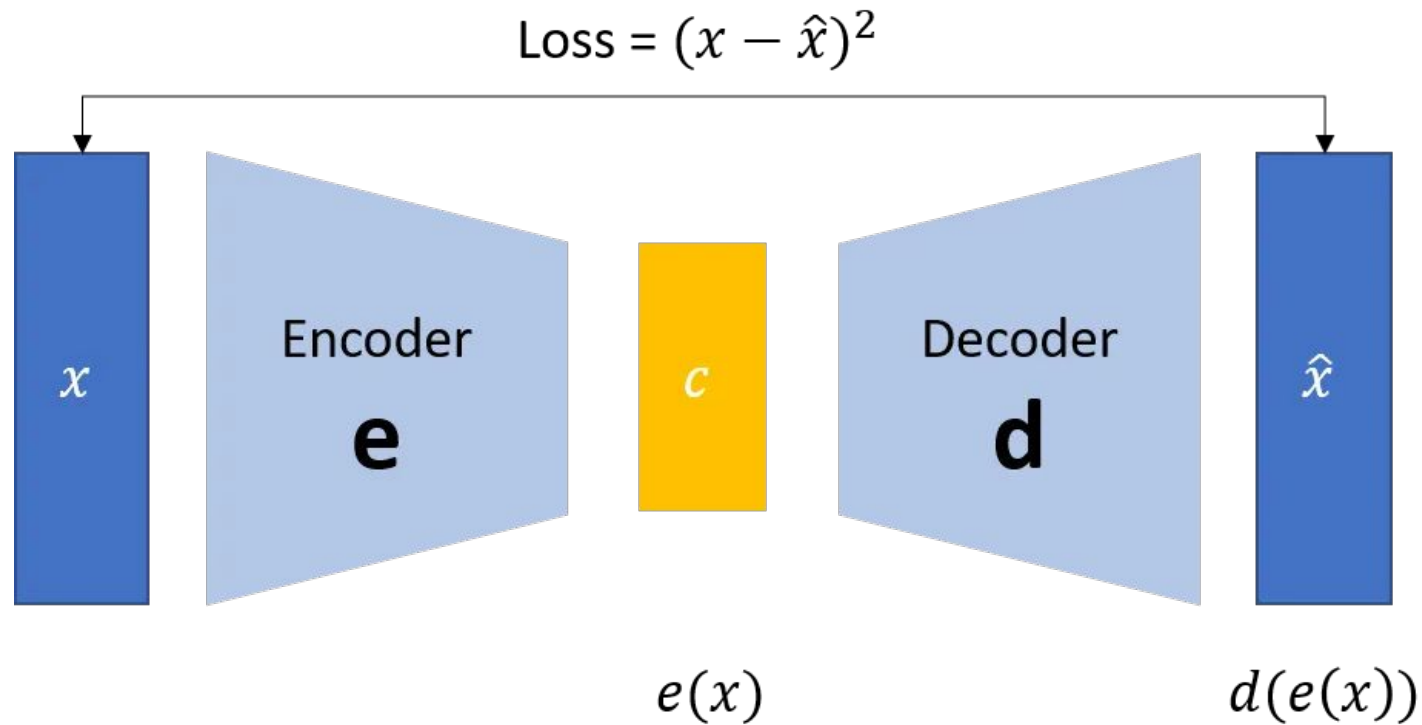 Loss = (x − x̂)²
x
Encoder
e
c
Decoder
d
x̂
e(x)
d(e(x))